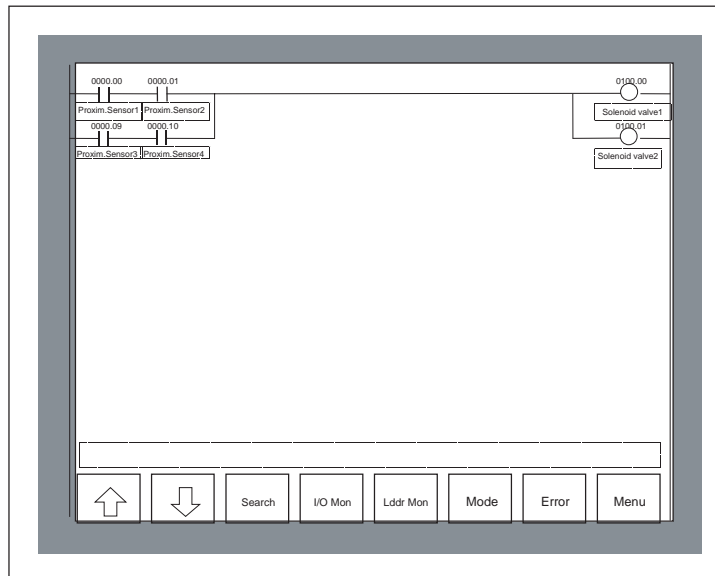 0000.00 0000.01 0100.00
Proxim.Sensor1 Proxim.Sensor2 Solenoid valve1
0000.09 0000.10 0100.01
Proxim.Sensor3 Proxim.Sensor4 Solenoid valve2
Search I/O Mon Lddr Mon Mode Error Menu